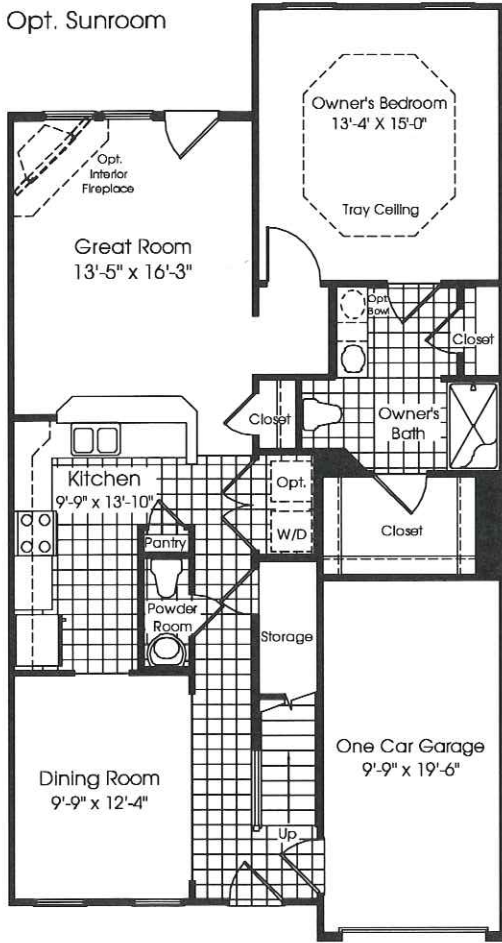 Opt. Sunroom
Owner's Bedroom
13'-4' X 15'-0"
Tray Ceiling
Opt.
Interior
Fireplace
Great Room
13'-5" x 16'-3"
Opt.
Bowl
Closet
Closet
Owner's
Bath
Kitchen
9'-9" x 13'-10"
Opt.
W/D
Closet
Pantry
Powder
Room
Storage
One Car Garage
9'-9" x 19'-6"
Dining Room
9'-9" x 12'-4"
Up